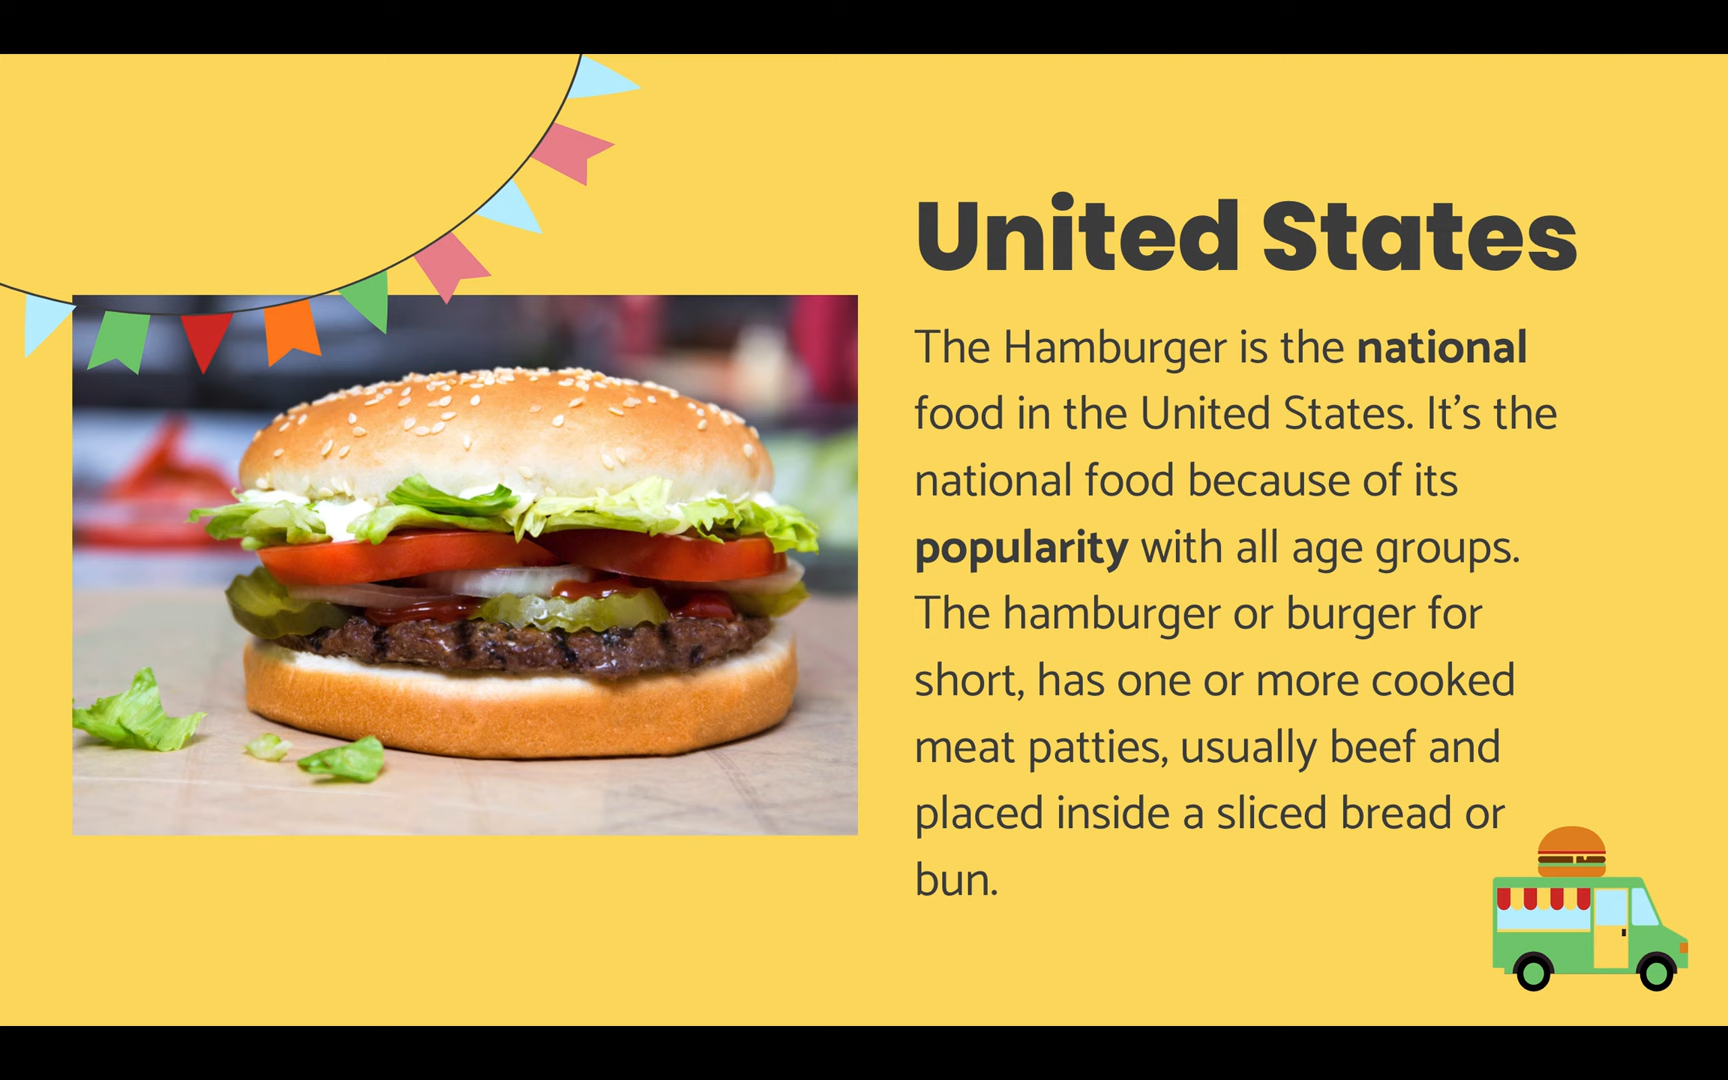 United States
The Hamburger is the national
food in the United States. It’s the
national food because of its
popularity with all age groups.
The hamburger or burger for
short, has one or more cooked
meat patties, usually beef and
placed inside a sliced bread or
bun.